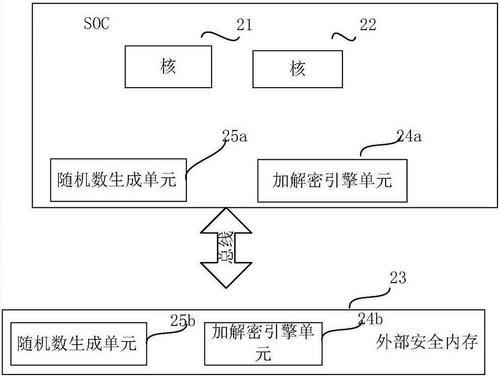 SOC
21
22
核
核
25a
24a
随机数生成单元
加解密引擎单元
总线
23
25b
24b
随机数生成单元
加解密引擎单
元
外部安全内存